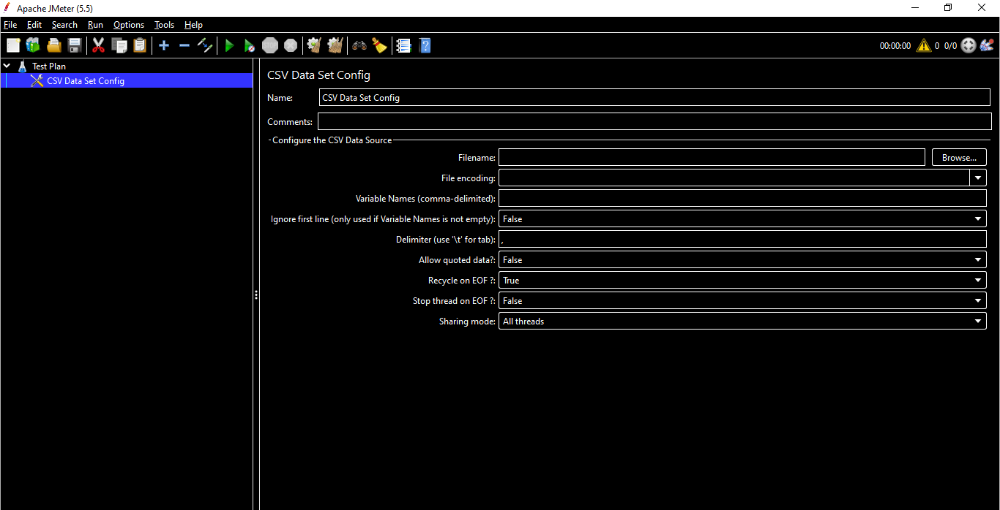 Apache JMeter (5.5)
File Edit Search Run Options Tools Help
00:00:00 0 0/0
Test Plan
CSV Data Set Config
CSV Data Set Config
Name: CSV Data Set Config
Comments:
Configure the CSV Data Source
Filename: Browse...
File encoding:
Variable Names (comma-delimited):
Ignore first line (only used if Variable Names is not empty): False
Delimiter (use '\t' for tab): ,
Allow quoted data?: False
Recycle on EOF ?: True
Stop thread on EOF ?: False
Sharing mode: All threads